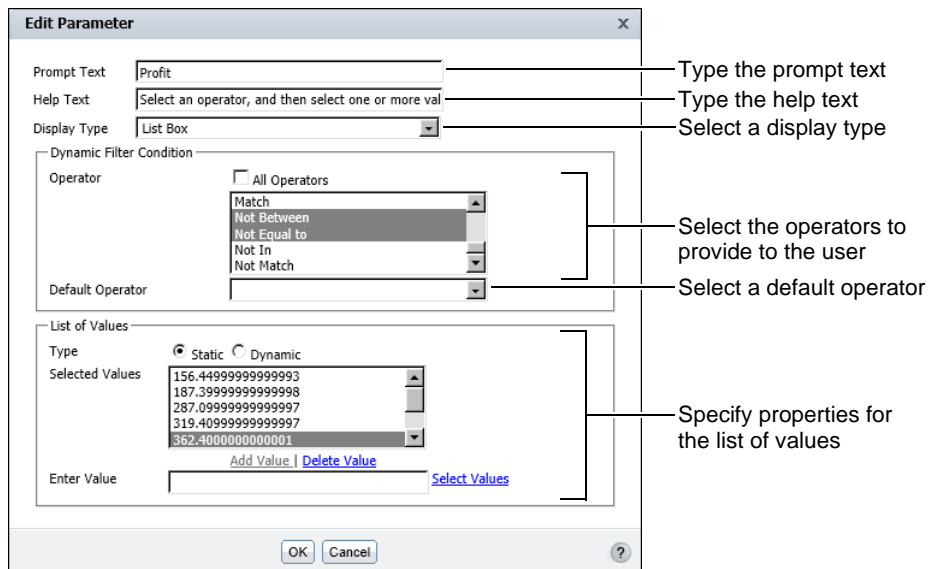 Edit Parameter x
Prompt Text Profit Type the prompt text
Help Text Select an operator, and then select one or more val Type the help text
Display Type List Box Select a display type
Dynamic Filter Condition
Operator All Operators
Match
Not Between
Not Equal to
Not In
Not Match
Select the operators to
provide to the user
Default Operator Select a default operator
List of Values
Type Static Dynamic
Selected Values 156.44999999999993
187.39999999999998
287.09999999999997
319.40999999999997
362.4000000000001
Specify properties for
the list of values
Add Value | Delete Value
Enter Value Select Values
OK Cancel ?